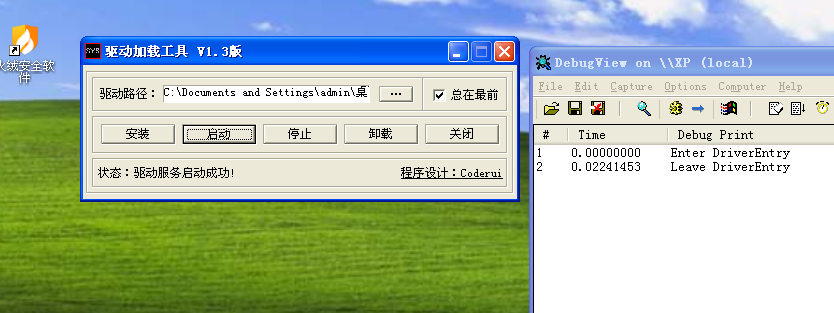 火绒安全软
件
SYS 驱动加载工具 V1.3版
驱动路径： C:\Documents and Settings\admin\桌 ... 总在最前
安装 启动 停止 卸载 关闭
状态：驱动服务启动成功! 程序设计：Coderui
DebugView on \\XP (local)
File Edit Capture Options Computer Help
# Time Debug Print
1 0.00000000 Enter DriverEntry
2 0.02241453 Leave DriverEntry